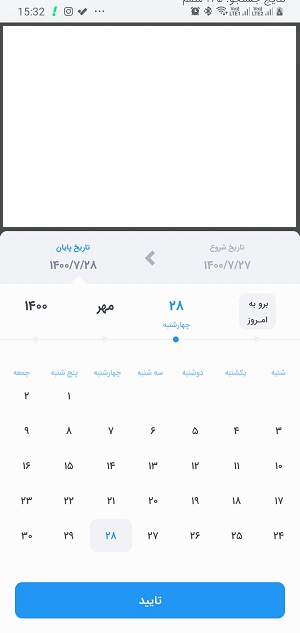 15:32
تاریخ شروع
تاریخ پایان
۱۴۰۰/۷/۲۷
۱۴۰۰/۷/۲۸
برو به امـروز
۲۸
مهر
۱۴۰۰
چهارشنبه
شنبه یکشنبه دوشنبه سه شنبه چهارشنبه پنج شنبه جمعه
۱ ۲
۳ ۴ ۵ ۶ ۷ ۸ ۹
۱۰ ۱۱ ۱۲ ۱۳ ۱۴ ۱۵ ۱۶
۱۷ ۱۸ ۱۹ ۲۰ ۲۱ ۲۲ ۲۳
۲۴ ۲۵ ۲۶ ۲۷ ۲۸ ۲۹ ۳۰
تایید